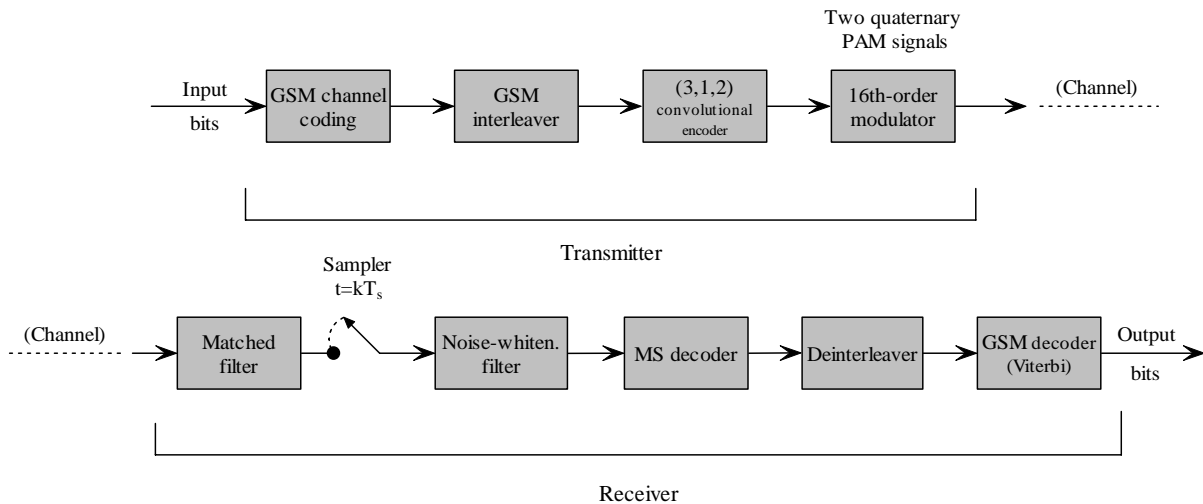 Two quaternary
PAM signals
Input
bits
GSM channel
coding
GSM
interleaver
(3,1,2)
convolutional
encoder
16th-order
modulator
(Channel)
Transmitter
Sampler
t=kTs
(Channel)
Matched
filter
Noise-whiten.
filter
MS decoder
Deinterleaver
GSM decoder
(Viterbi)
Output
bits
Receiver